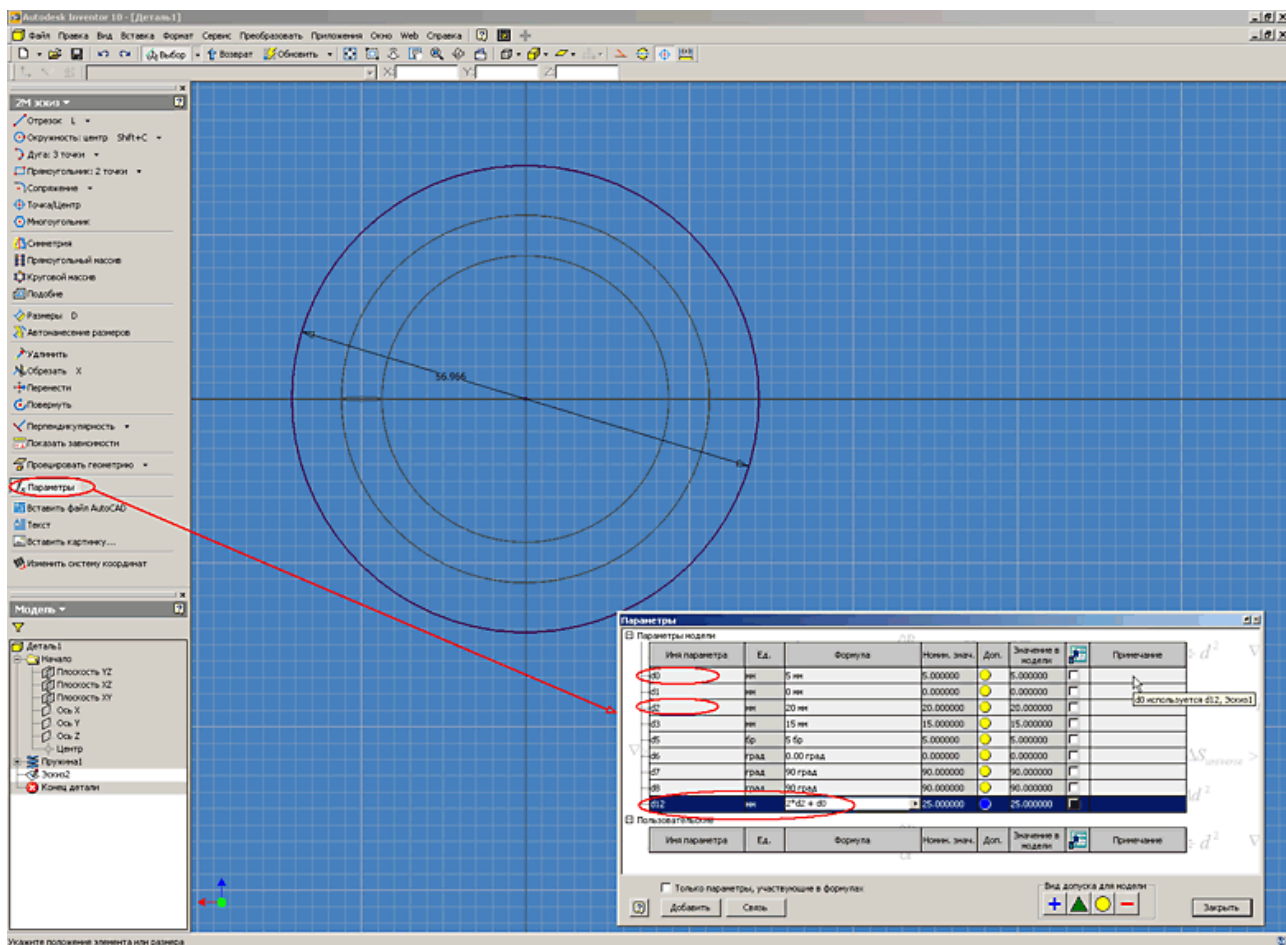 Autodesk Inventor 10 - [Деталь1]
Файл Правка Вид Вставка Формат Сервис Преобразовать Приложения Окно Web Справка
Выбор Возврат Обновить
X: Y: Z:
2М эскиз
Отрезок L
Окружность: центр Shift+C
Дуга: 3 точки
Прямоугольник: 2 точки
Сопряжение
Точка/Центр
Многоугольник
Симметрия
Прямоугольный массив
Круговой массив
Подобие
Размеры D
Автонанесение размеров
Удлинить
Обрезать X
Перенести
Повернуть
Перпендикулярность
Показать зависимости
Проецировать геометрию
Параметры
Вставить файл AutoCAD
Текст
Вставить картинку...
Изменить систему координат
56.966
Модель
Деталь1
Начало
Плоскость YZ
Плоскость XZ
Плоскость XY
Ось X
Ось Y
Ось Z
Центр
Пружина1
Эскиз2
Конец детали
Параметры
Параметры модели
Имя параметра Ед. Формула Номин. знач. Доп. Значение в модели Примечание
d0 мм 5 мм 5.000000 5.000000
d1 мм 0 мм 0.000000 0.000000
d2 мм 20 мм 20.000000 20.000000
d3 мм 15 мм 15.000000 15.000000
d5 бр 5 бр 5.000000 5.000000
d6 град 0.00 град 0.000000 0.000000
d7 град 90 град 90.000000 90.000000
d8 град 90 град 90.000000 90.000000
d12 мм 2*d2 + d0 25.000000 25.000000
d0 используется d12, Эскиз1
Пользовательские
Имя параметра Ед. Формула Номин. знач. Доп. Значение в модели Примечание
Только параметры, участвующие в формулах
Вид допуска для модели
Добавить Связь Закрыть
Укажите положение элемента или размера